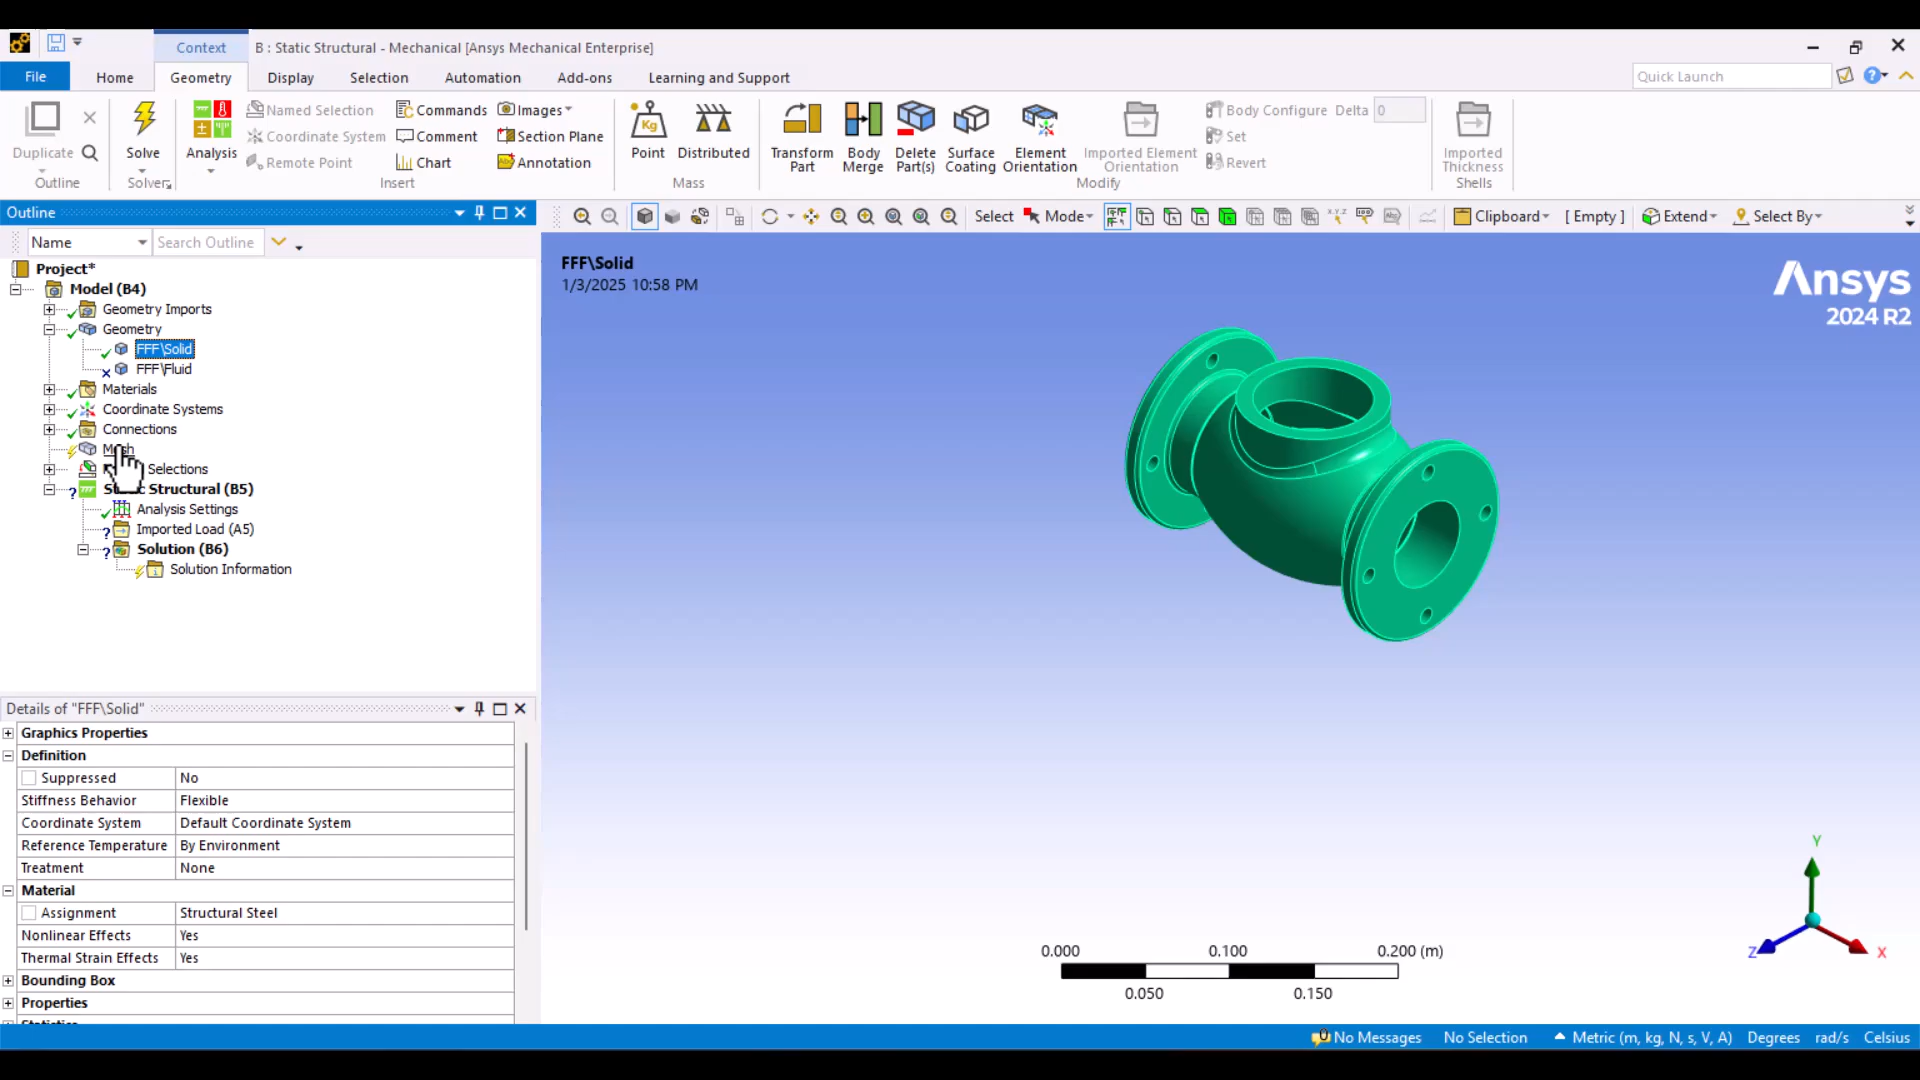 Context B : Static Structural - Mechanical [Ansys Mechanical Enterprise]
File Home Geometry Display Selection Automation Add-ons Learning and Support Quick Launch
Named Selection Commands Images Body Configure Delta 0
Coordinate System Comment Section Plane Set
Duplicate Solve Analysis Remote Point Chart Annotation Revert
Point Distributed Transform Part Body Merge Delete Part(s) Surface Coating Element Orientation Imported Element Orientation Imported Thickness
Outline Solver Insert Mass Modify Shells
Outline
Select Mode Clipboard [ Empty ] Extend Select By
Name Search Outline
Project*
Model (B4)
Geometry Imports
Geometry
FFF\Solid
FFF\Fluid
Materials
Coordinate Systems
Connections
Selections
Structural (B5)
Analysis Settings
Imported Load (A5)
Solution (B6)
Solution Information
Details of "FFF\Solid"
Graphics Properties
Definition
Suppressed No
Stiffness Behavior Flexible
Coordinate System Default Coordinate System
Reference Temperature By Environment
Treatment None
Material
Assignment Structural Steel
Nonlinear Effects Yes
Thermal Strain Effects Yes
Bounding Box
Properties
FFF\Solid
1/3/2025 10:58 PM
Ansys
2024 R2
Y
Z
X
0.000 0.100 0.200 (m)
0.050 0.150
No Messages No Selection Metric (m, kg, N, s, V, A) Degrees rad/s Celsius